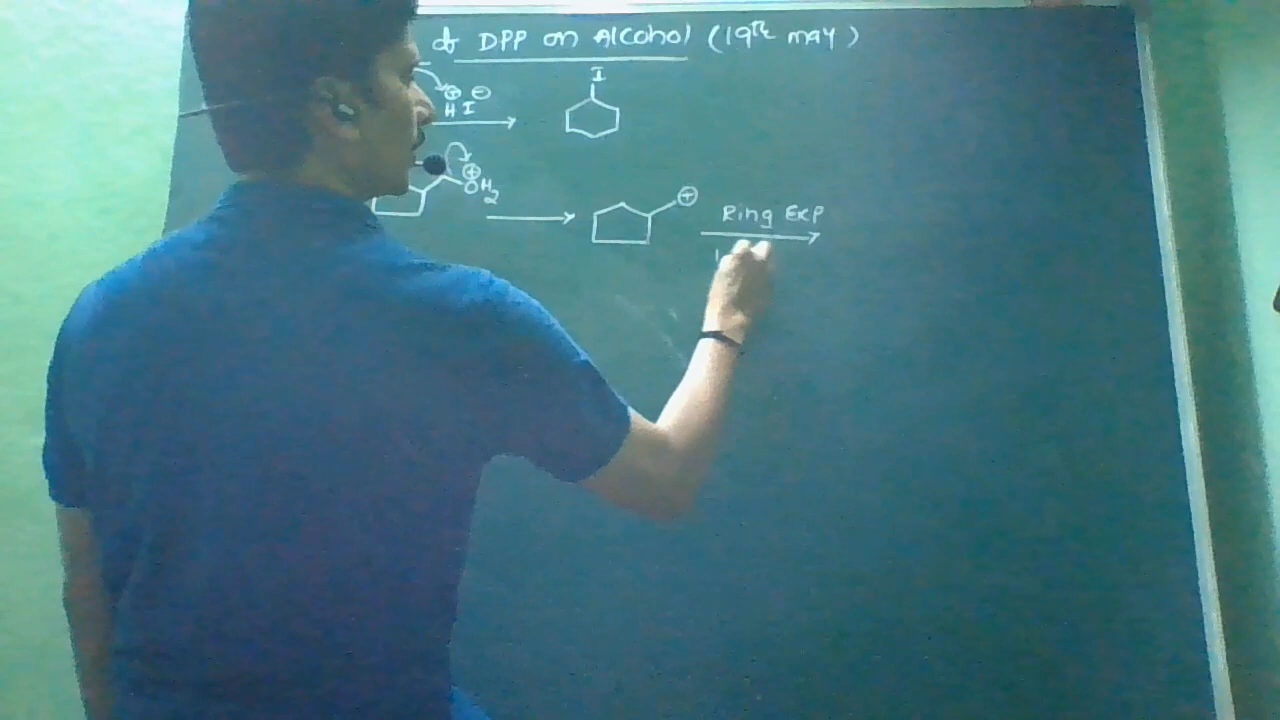 of DPP on Alcohol (19th may)
I
⊕ ⊖
H I
⊕
OH2
⊕
Ring Exp